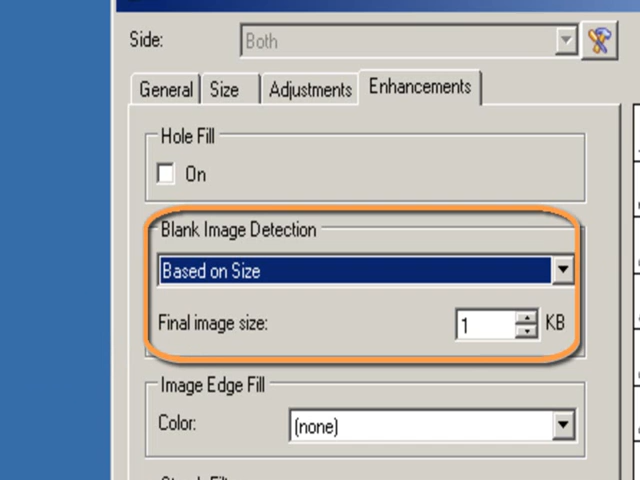 Side: Both
General Size Adjustments Enhancements
Hole Fill
On
Blank Image Detection
Based on Size
Final image size: 1 KB
Image Edge Fill
Color: (none)